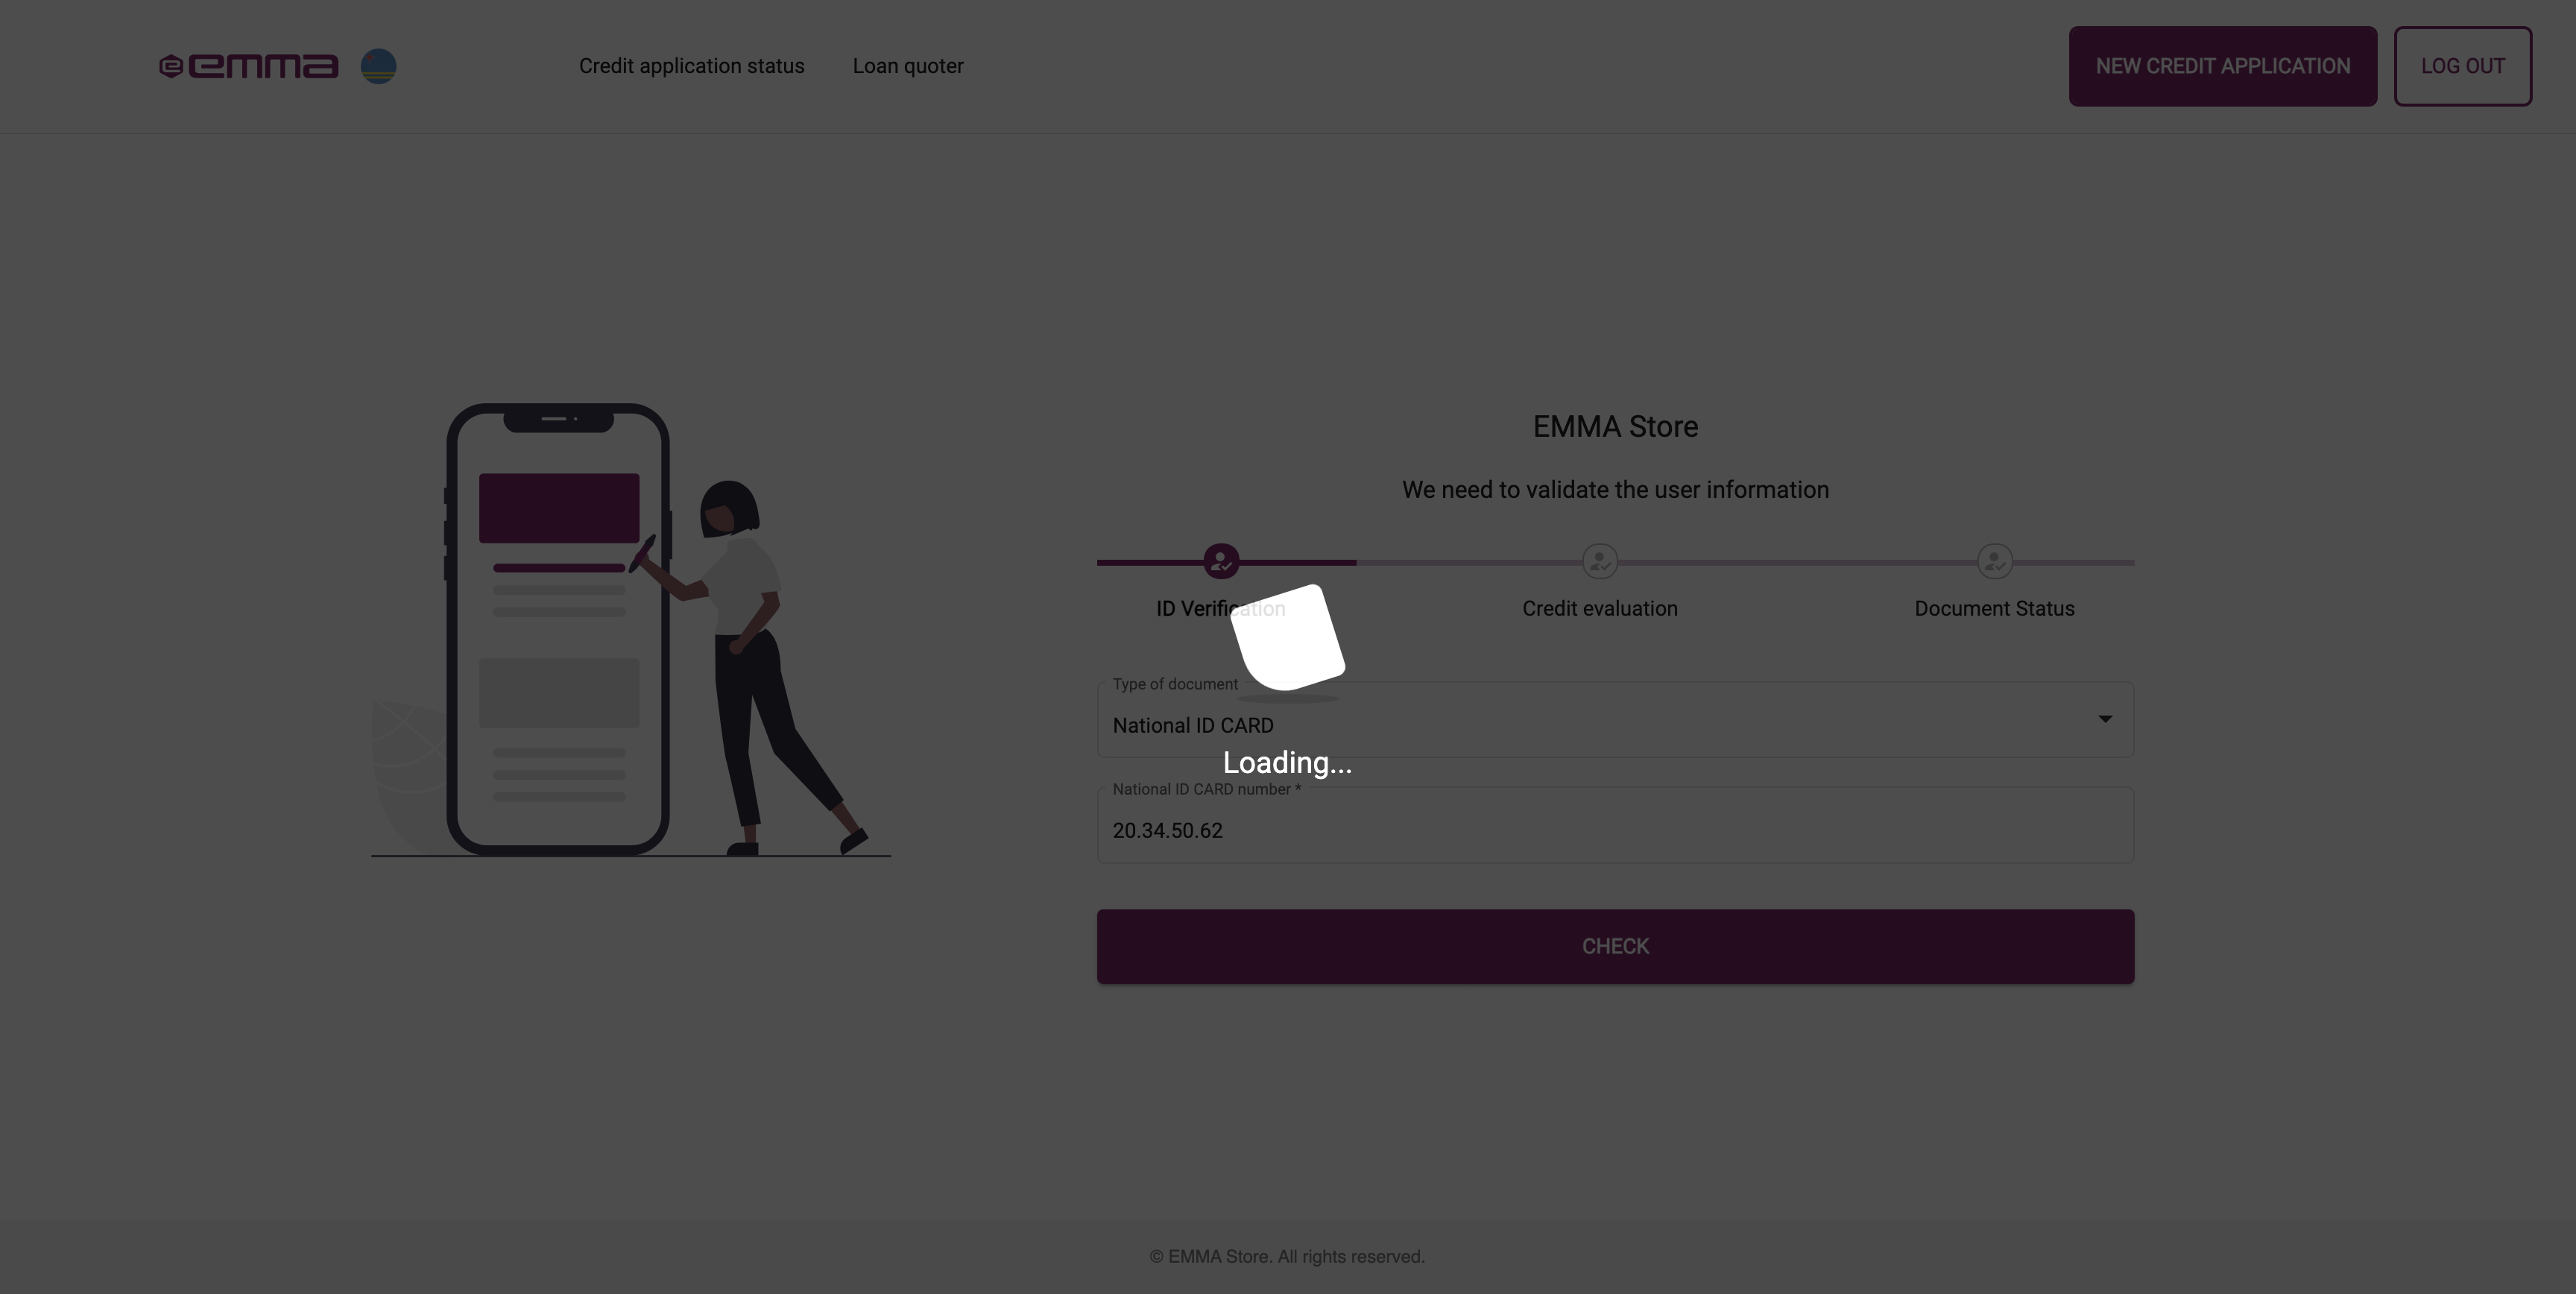 emma
Credit application status
Loan quoter
NEW CREDIT APPLICATION
LOG OUT
EMMA Store
We need to validate the user information
ID Verification
Credit evaluation
Document Status
Type of document
National ID CARD
Loading...
National ID CARD number *
20.34.50.62
CHECK
© EMMA Store. All rights reserved.